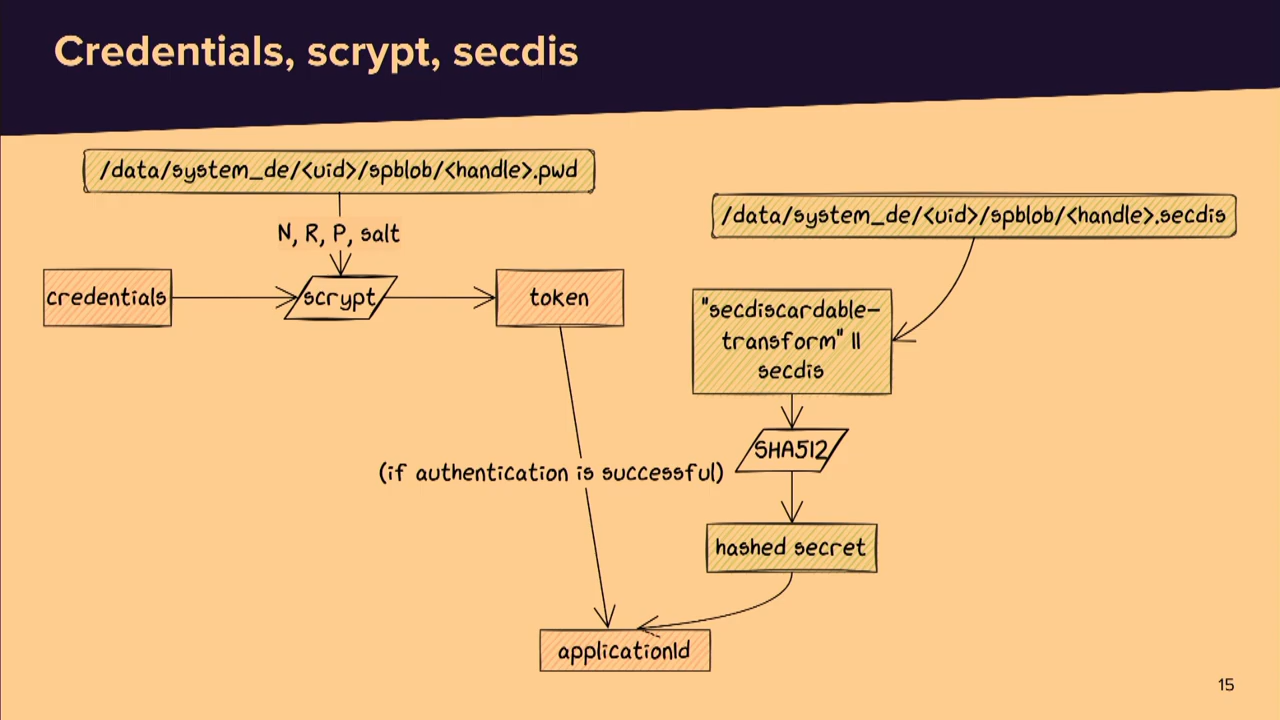 Credentials, scrypt, secdis
/data/system_de/<uid>/spblob/<handle>.pwd
/data/system_de/<uid>/spblob/<handle>.secdis
N, R, P, salt
credentials
scrypt
token
"secdiscardable-
transform" ||
secdis
SHA512
(if authentication is successful)
hashed secret
applicationId
15